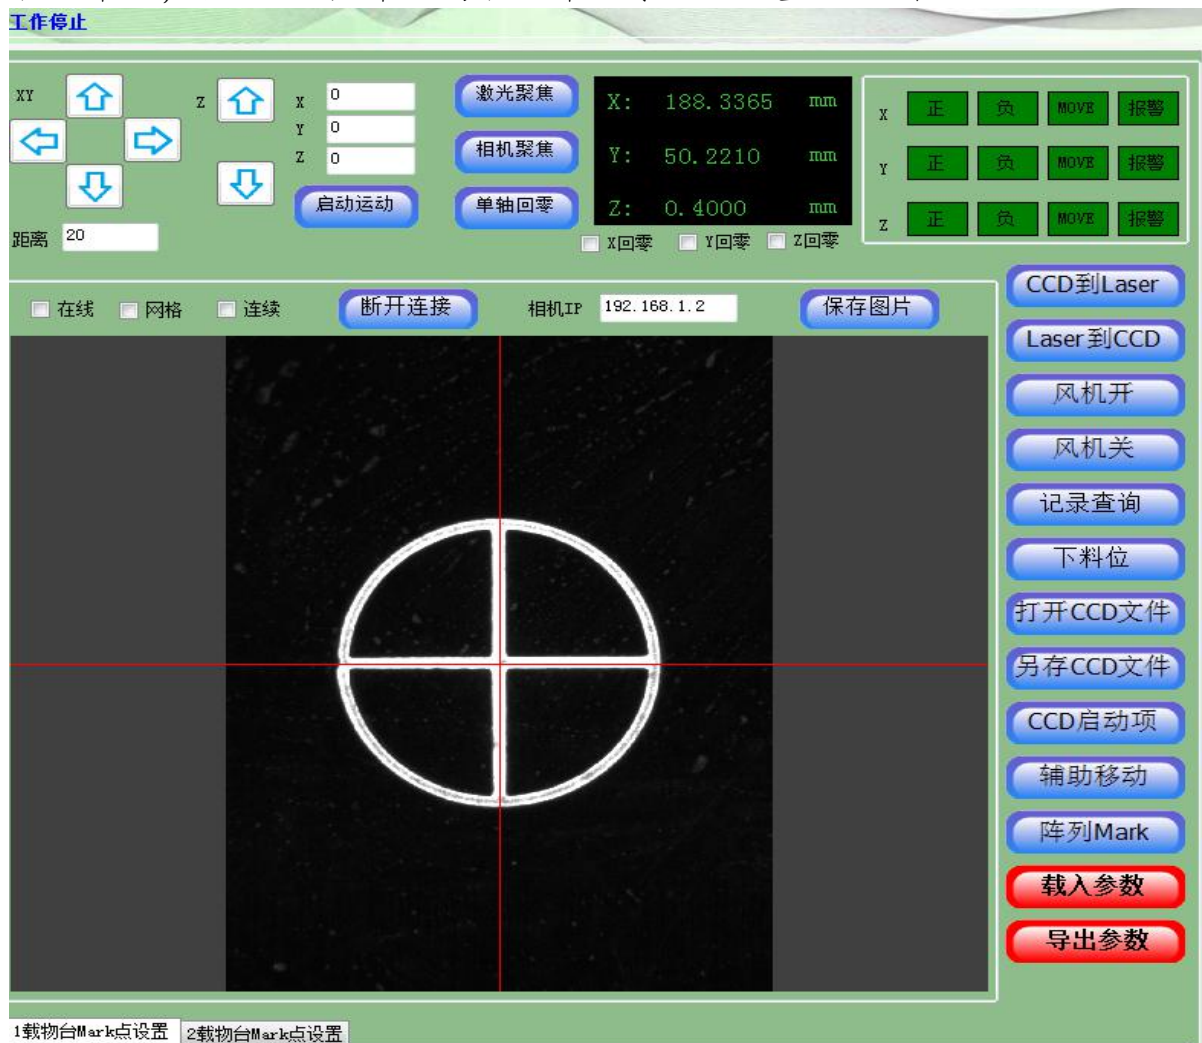 工作停止
XY
Z
X 0
Y 0
Z 0
启动运动
距离 20
激光聚焦
相机聚焦
单轴回零
X: 188.3365 mm
Y: 50.2210 mm
Z: 0.4000 mm
X回零 Y回零 Z回零
X 正 负 MOVE 报警
Y 正 负 MOVE 报警
Z 正 负 MOVE 报警
在线 网格 连续 断开连接 相机IP 192.168.1.2 保存图片
CCD到Laser
Laser到CCD
风机开
风机关
记录查询
下料位
打开CCD文件
另存CCD文件
CCD启动项
辅助移动
阵列Mark
载入参数
导出参数
1载物台Mark点设置 2载物台Mark点设置